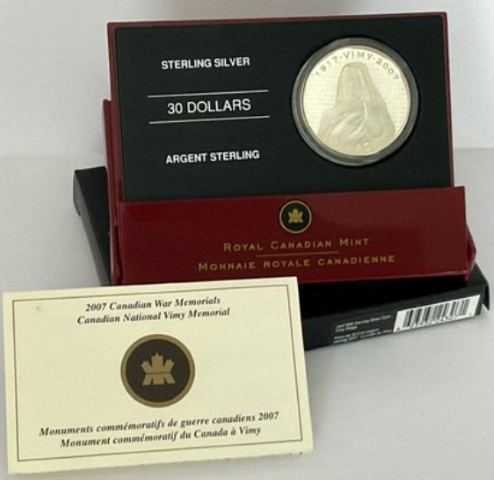 STERLING SILVER
30 DOLLARS
ARGENT STERLING
1917·VIMY·2007
ROYAL CANADIAN MINT
MONNAIE ROYALE CANADIENNE
2007 Canadian War Memorials
Canadian National Vimy Memorial
Monuments commémoratifs de guerre canadiens 2007
Monument commémoratif du Canada à Vimy